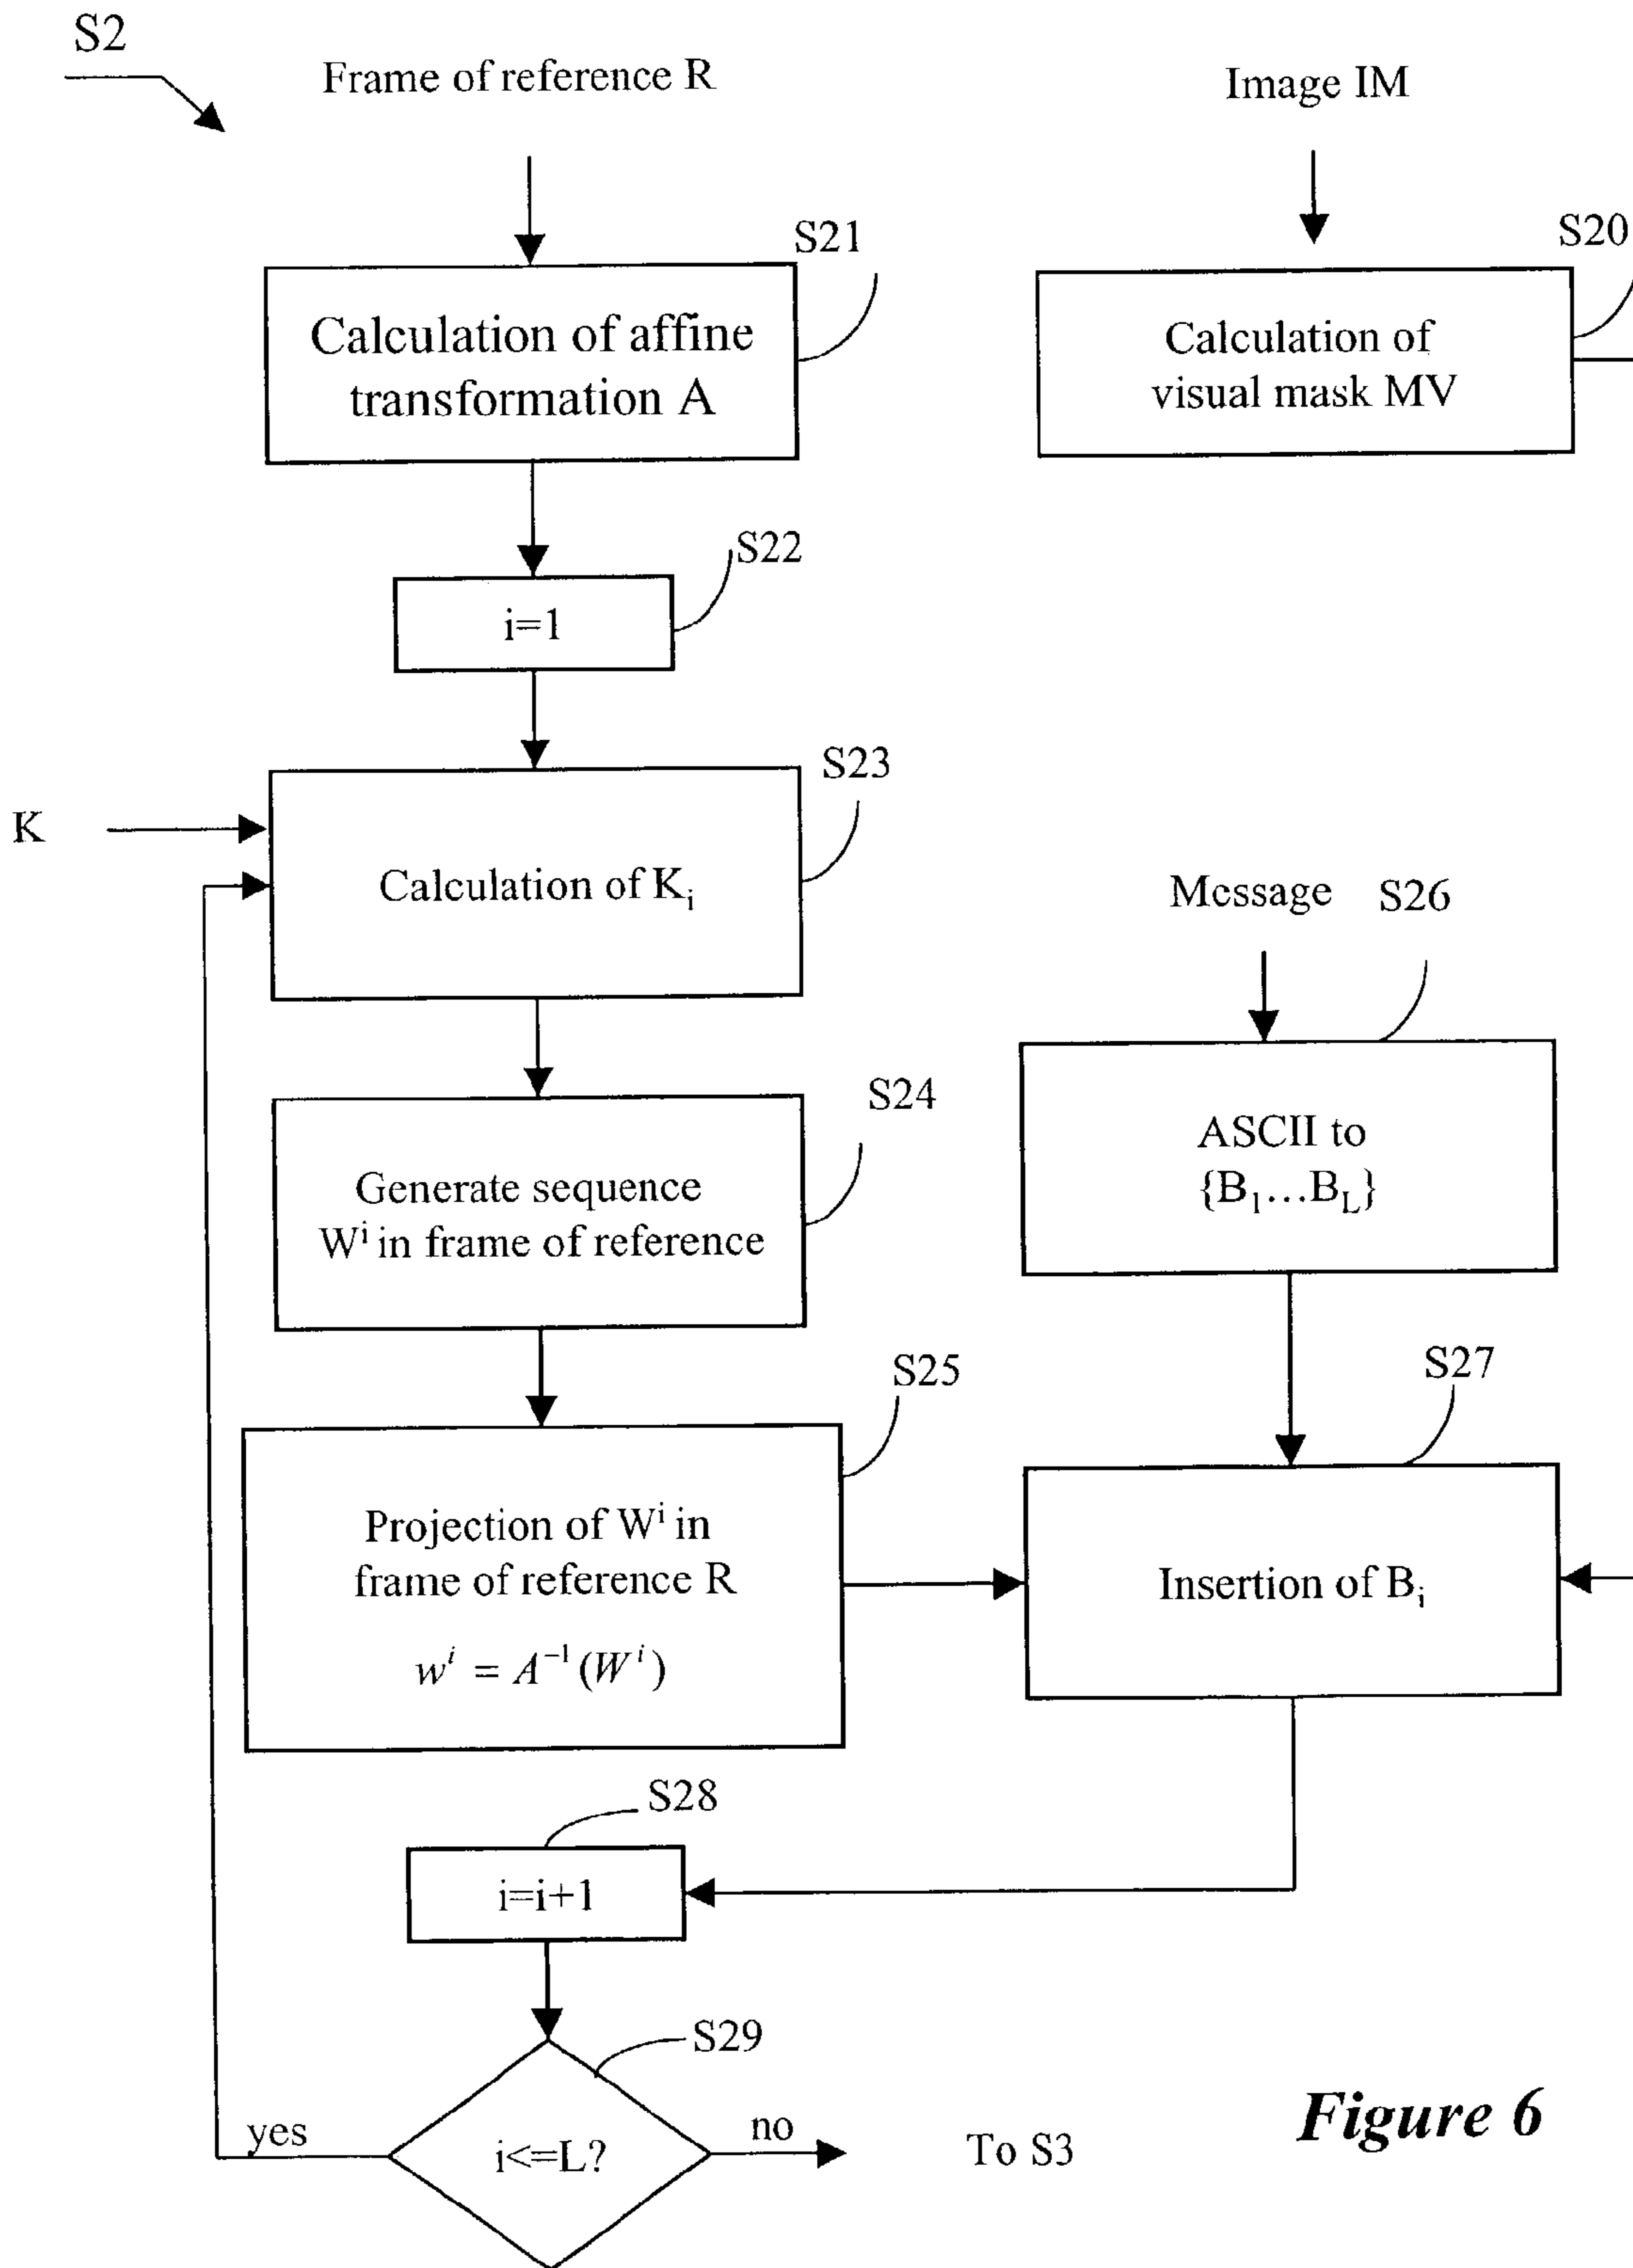 S2
Frame of reference R
Image IM
S21
S20
Calculation of affine
transformation A
Calculation of
visual mask MV
S22
i=1
S23
K
Calculation of Kᵢ
Message
S26
S24
ASCII to
{B₁...B_L}
Generate sequence
Wⁱ in frame of reference
S25
S27
Projection of Wⁱ in
frame of reference R
wⁱ = A⁻¹(Wⁱ)
Insertion of Bᵢ
S28
i=i+1
S29
yes
i<=L?
no
To S3
Figure 6